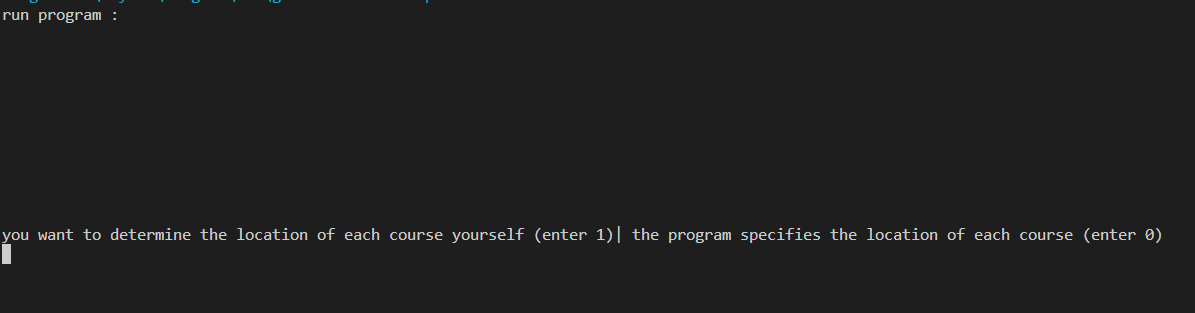 run program :
you want to determine the location of each course yourself (enter 1)| the program specifies the location of each course (enter 0)